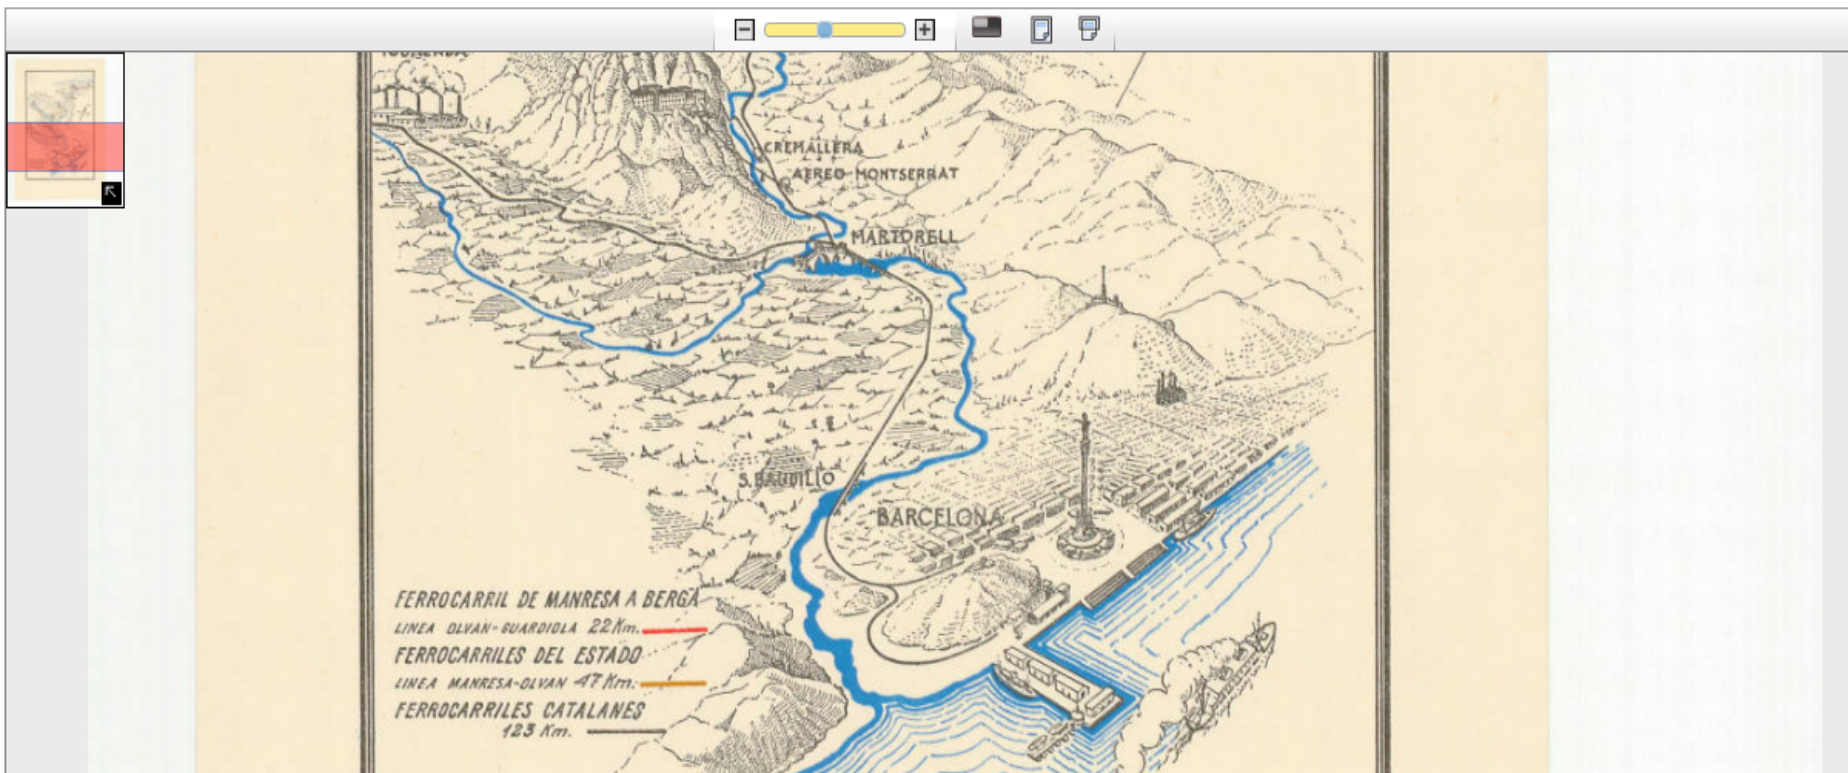 CREMALLERA
AEREO-MONTSERRAT
MARTORELL
S. BAUDILIO
BARCELONA
FERROCARRIL DE MANRESA A BERGA
LINEA OLVAN-GUARDIOLA 22 Km.
FERROCARRILES DEL ESTADO
LINEA MANRESA-OLVAN 47 Km.
FERROCARRILES CATALANES
123 Km.